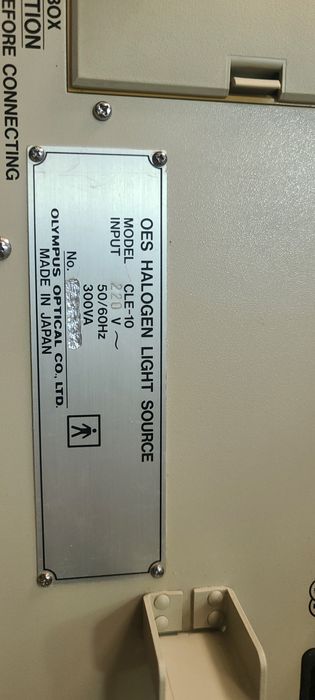 BOX
TION
EFORE CONNECTING
OES HALOGEN LIGHT SOURCE
MODEL CLE-10
INPUT 220 V ~
50/60Hz
300VA
No.
OLYMPUS OPTICAL CO., LTD.
MADE IN JAPAN